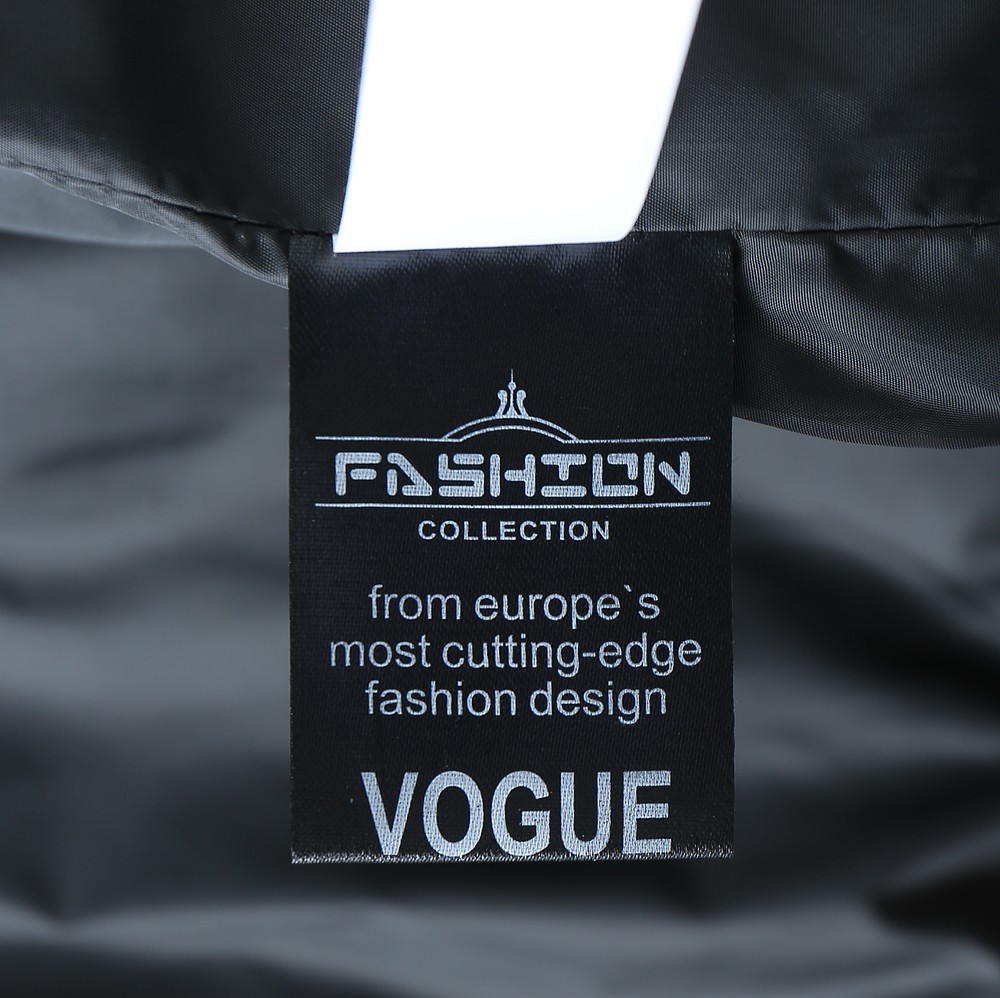 FASHION
COLLECTION
from europe`s
most cutting-edge
fashion design
VOGUE